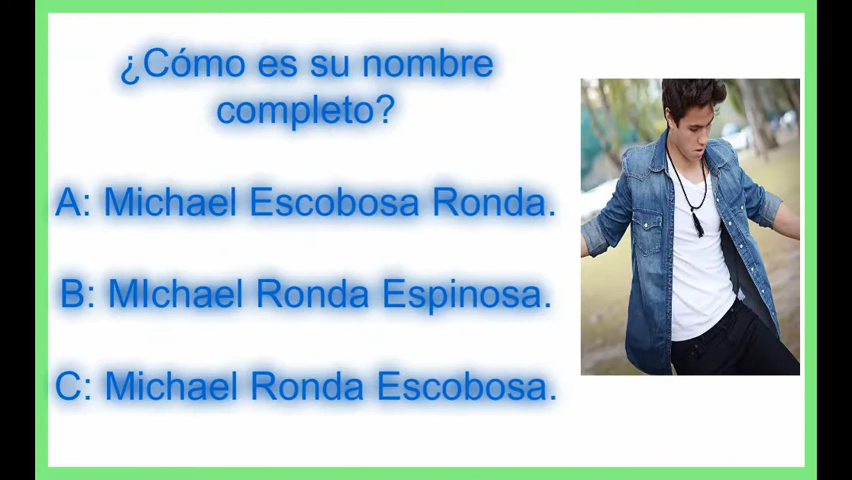 ¿Cómo es su nombre
completo?
A: Michael Escobosa Ronda.
B: MIchael Ronda Espinosa.
C: Michael Ronda Escobosa.